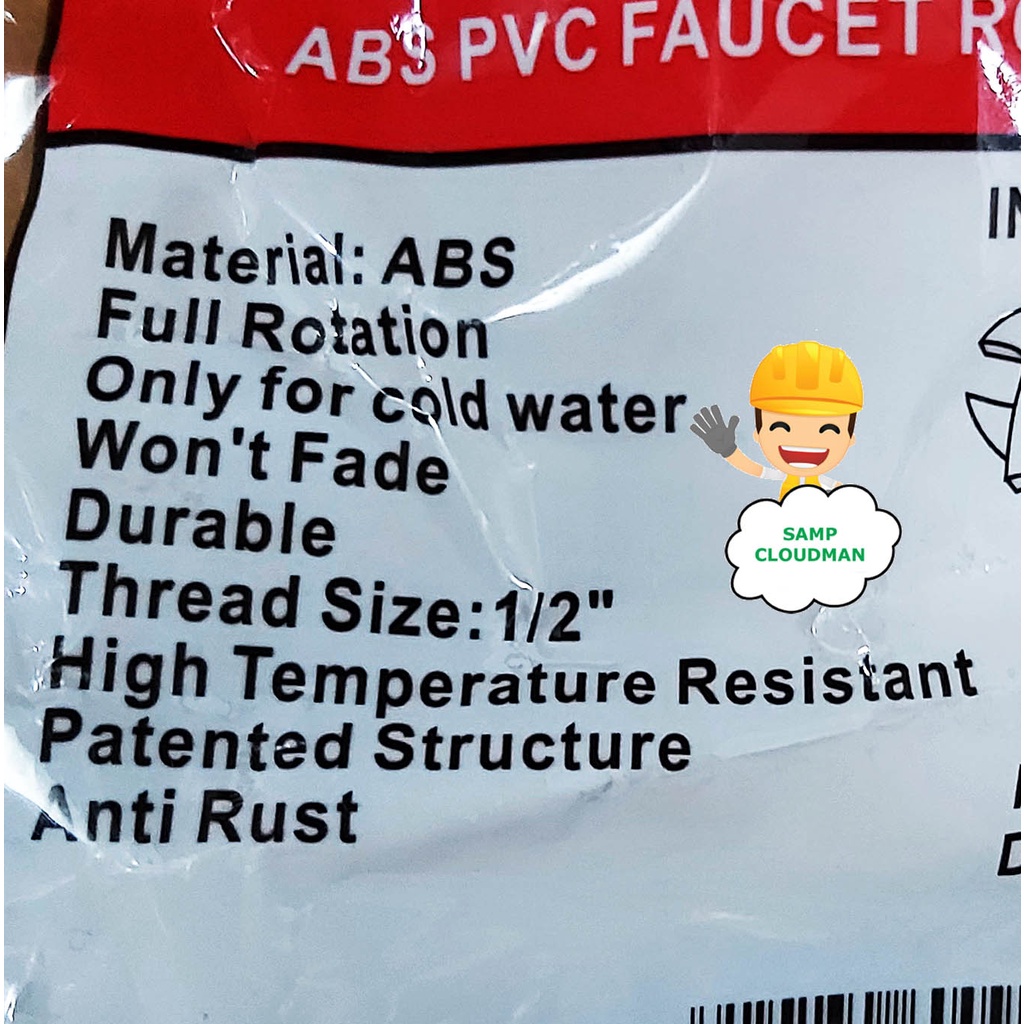 ABS PVC FAUCET
Material: ABS
Full Rotation
Only for cold water
Won't Fade
Durable
Thread Size:1/2"
High Temperature Resistant
Patented Structure
Anti Rust
SAMP
CLOUDMAN